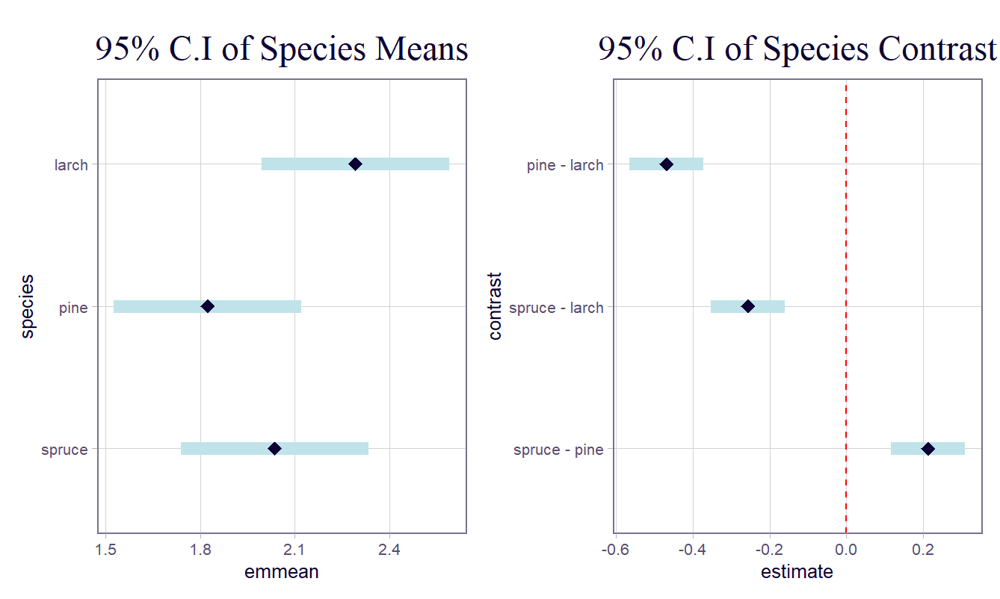 95% C.I of Species Means
species
larch
pine
spruce
1.5 1.8 2.1 2.4
emmean
95% C.I of Species Contrast
contrast
pine - larch
spruce - larch
spruce - pine
-0.6 -0.4 -0.2 0.0 0.2
estimate